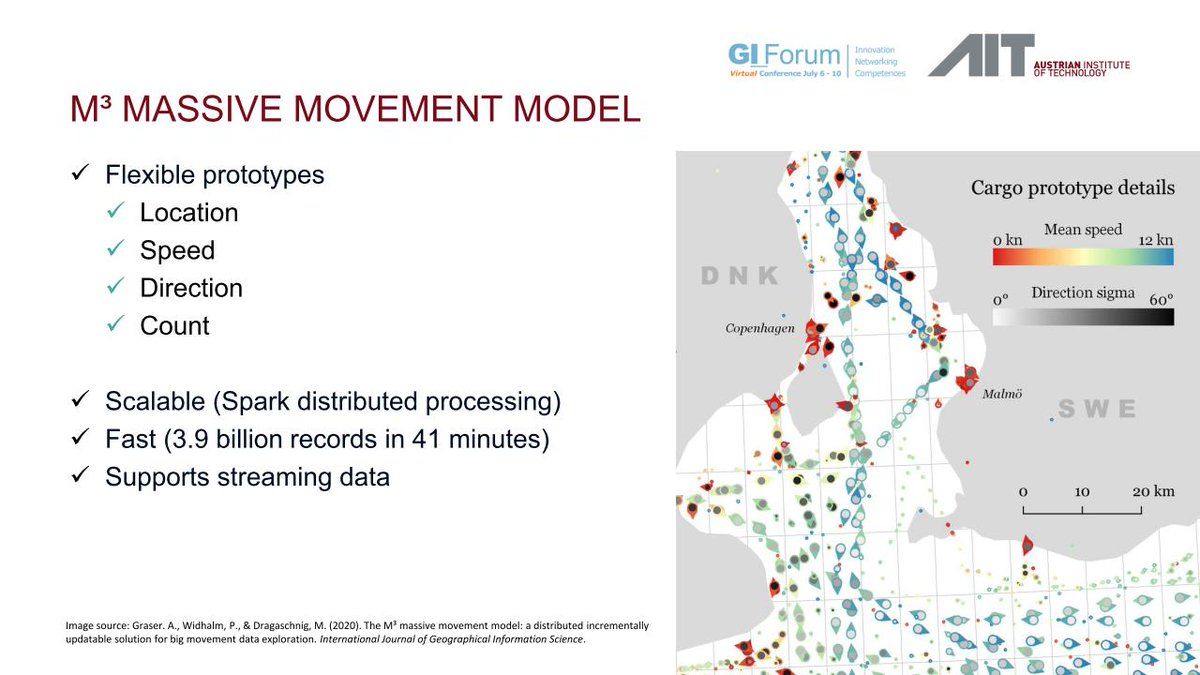 GI_Forum
Virtual Conference July 6 - 10
Innovation
Networking
Competences
AIT
AUSTRIAN INSTITUTE
OF TECHNOLOGY
M³ MASSIVE MOVEMENT MODEL
✓ Flexible prototypes
✓ Location
✓ Speed
✓ Direction
✓ Count
✓ Scalable (Spark distributed processing)
✓ Fast (3.9 billion records in 41 minutes)
✓ Supports streaming data
Cargo prototype details
Mean speed
0 kn 12 kn
Direction sigma
0° 60°
DNK
Copenhagen
Malmö
SWE
0 10 20 km
Image source: Graser. A., Widhalm, P., & Dragaschnig, M. (2020). The M³ massive movement model: a distributed incrementally
updatable solution for big movement data exploration. International Journal of Geographical Information Science.